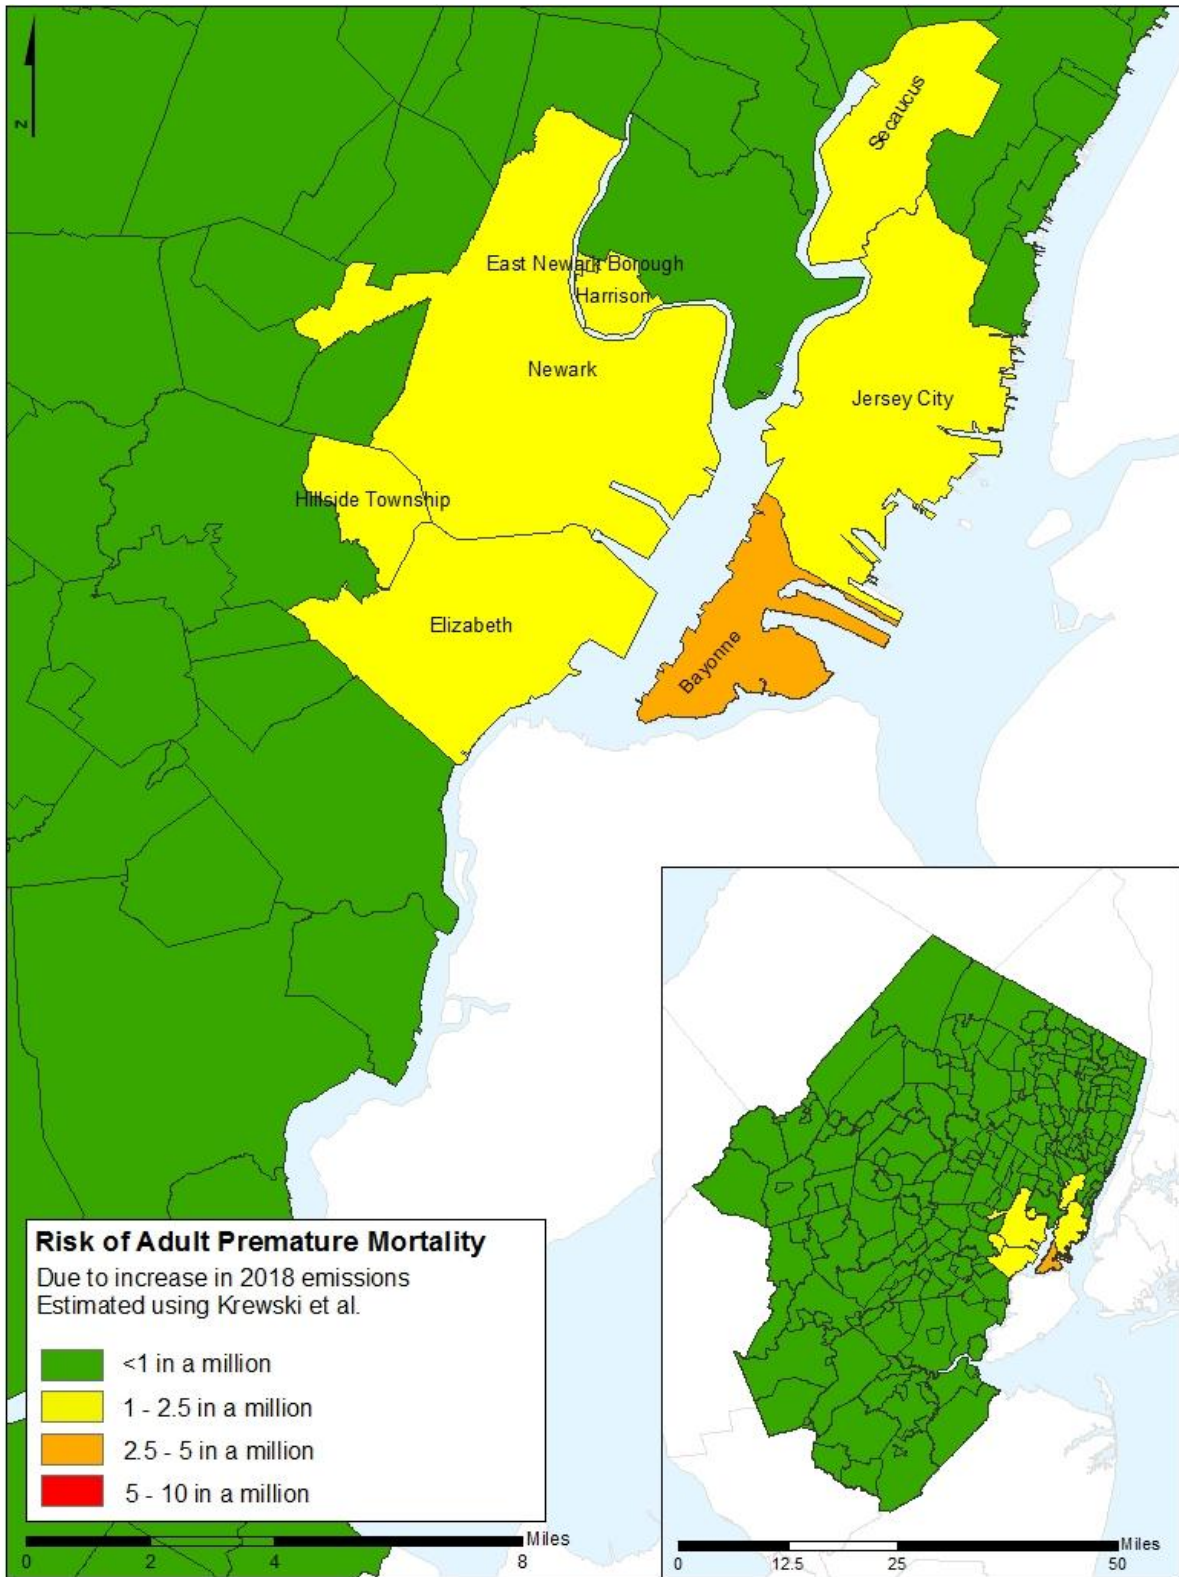 N
Secaucus
East Newark Borough
Harrison
Newark
Jersey City
Hillside Township
Elizabeth
Bayonne
Risk of Adult Premature Mortality
Due to increase in 2018 emissions
Estimated using Krewski et al.
<1 in a million
1 - 2.5 in a million
2.5 - 5 in a million
5 - 10 in a million
Miles
0 2 4 8
Miles
0 12.5 25 50